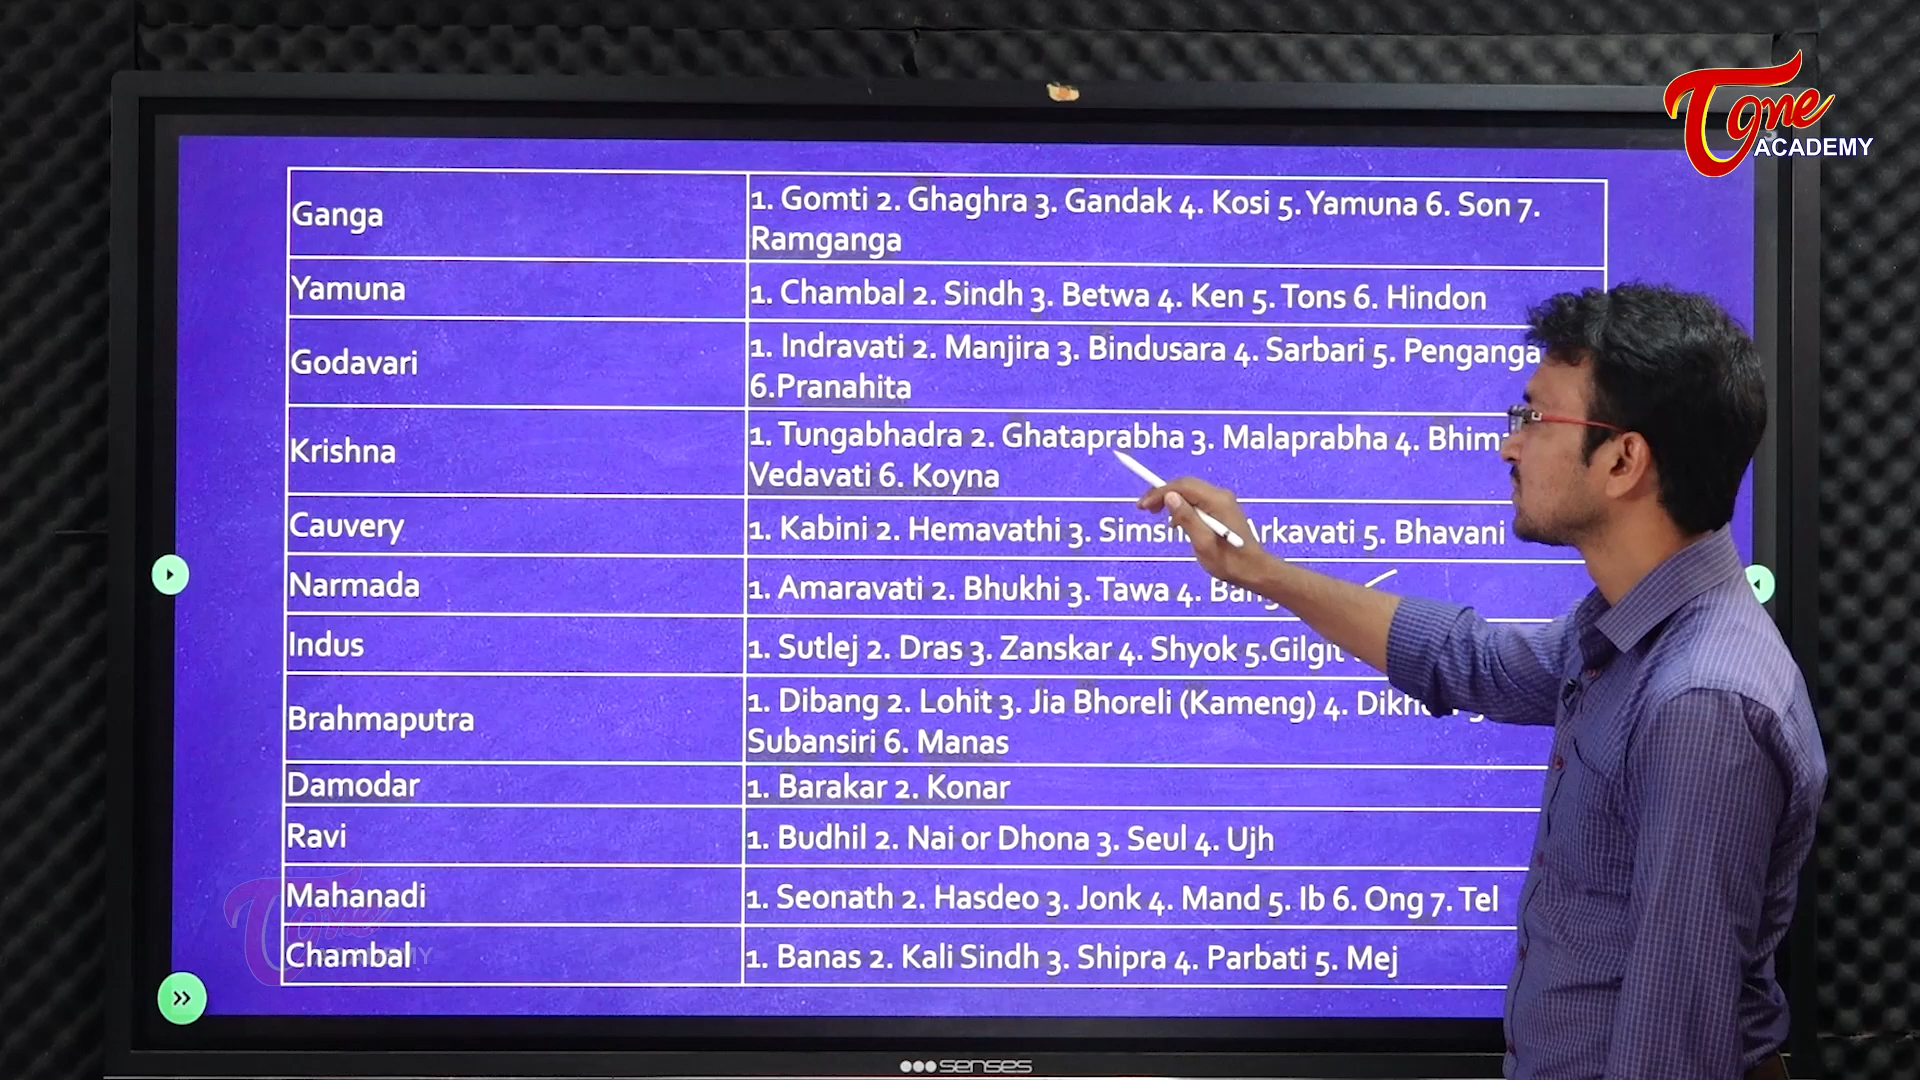 Tone
ACADEMY
Ganga
1. Gomti 2. Ghaghra 3. Gandak 4. Kosi 5. Yamuna 6. Son 7.
Ramganga
Yamuna
1. Chambal 2. Sindh 3. Betwa 4. Ken 5. Tons 6. Hindon
Godavari
1. Indravati 2. Manjira 3. Bindusara 4. Sarbari 5. Penganga
6.Pranahita
Krishna
1. Tungabhadra 2. Ghataprabha 3. Malaprabha 4.
Vedavati 6. Koyna
Cauvery
1. Kabini 2. Hemavathi 3. Arkavati 5. Bhavani
Narmada
1. Amaravati 2. Bhukhi 3. Tawa 4.
Indus
1. Sutlej 2. Dras 3. Zanskar 4. Shyok 5.Gilgit
Brahmaputra
1. Dibang 2. Lohit 3. Jia Bhoreli (Kameng) 4.
Subansiri 6. Manas
Damodar
1. Barakar 2. Konar
Ravi
1. Budhil 2. Nai or Dhona 3. Seul 4. Ujh
Mahanadi
1. Seonath 2. Hasdeo 3. Jonk 4. Mand 5. Ib 6. Ong 7. Tel
Chambal
1. Banas 2. Kali Sindh 3. Shipra 4. Parbati 5. Mej
Tone
ACADEMY
senses